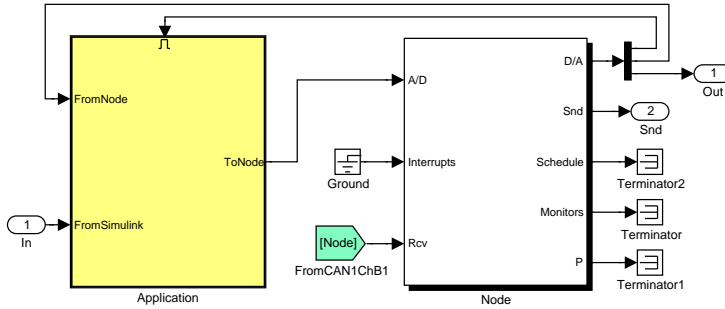 D/A
1
Out
FromNode
A/D
Snd
2
Snd
ToNode
Interrupts
Ground
Schedule
Terminator2
1
In
FromSimulink
[Node]
FromCAN1ChB1
Rcv
Monitors
Terminator
P
Terminator1
Application
Node